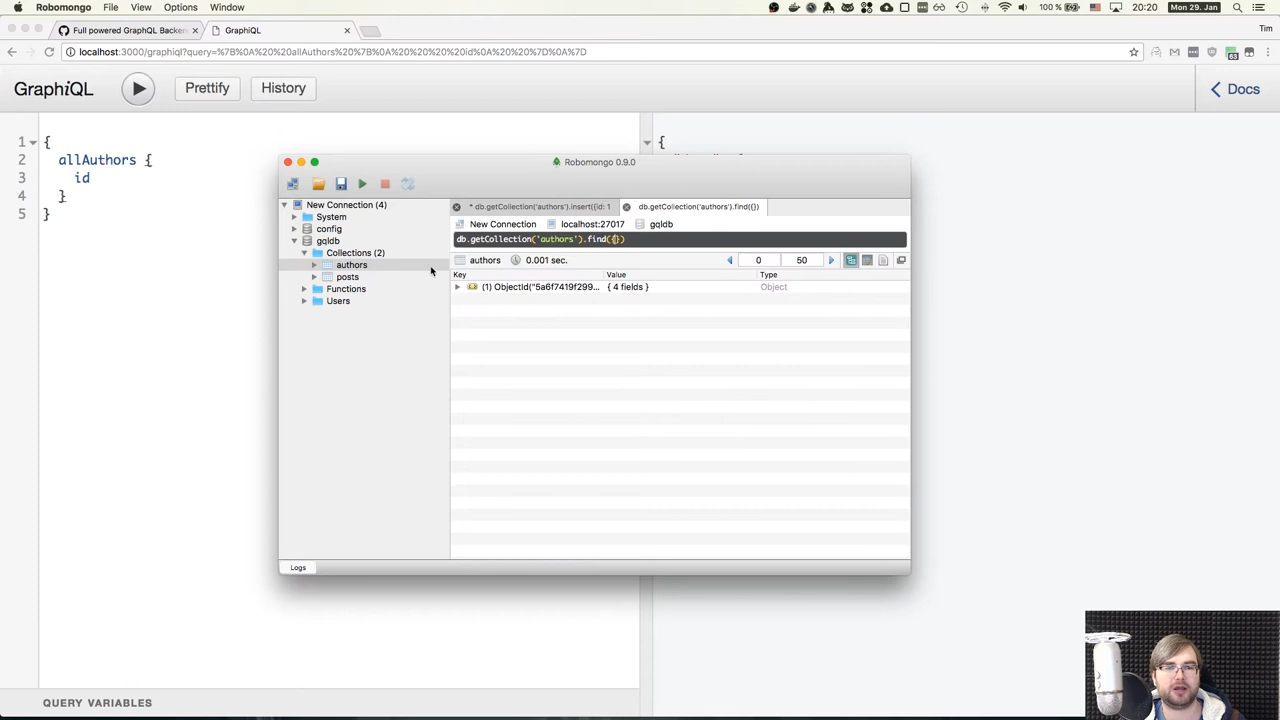 Robomongo File View Options Window 100 % 20:20 Mon 29. Jan
Full powered GraphQL Backen GraphiQL Tim
localhost:3000/graphiql?query=%7B%0A%20%20allAuthors%20%7B%0A%20%20%20%20id%0A%20%20%7D%0A%7D 63
GraphiQL Prettify History Docs
1 {
2 allAuthors {
3 id
4 }
5 }
{
Robomongo 0.9.0
New Connection (4)
System
config
gqldb
Collections (2)
authors
posts
Functions
Users
* db.getCollection('authors').insert({id: 1 db.getCollection('authors').find({})
New Connection localhost:27017 gqldb
db.getCollection('authors').find({})
authors 0.001 sec. 0 50
Key Value Type
(1) ObjectId("5a6f7419f299... { 4 fields } Object
Logs
QUERY VARIABLES